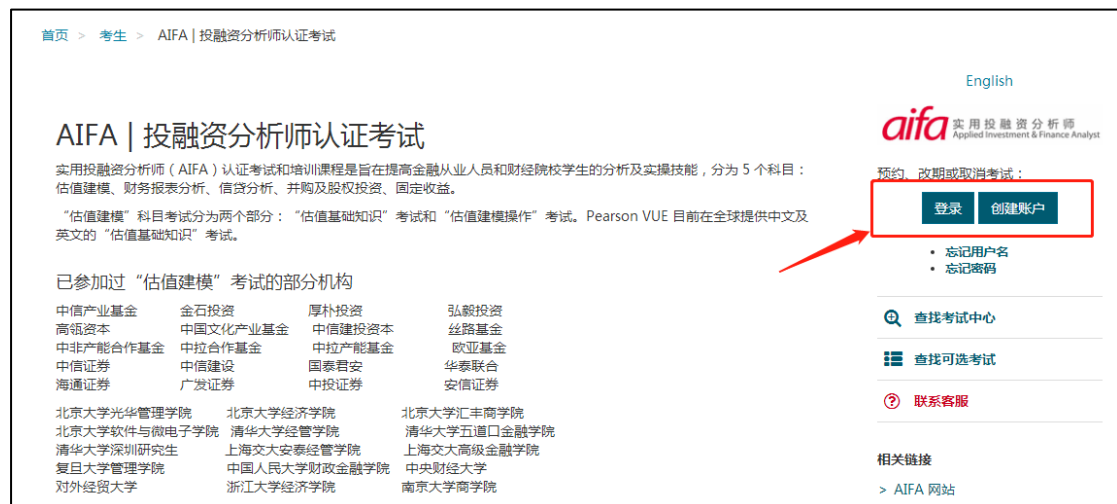 首页 > 考生 > AIFA | 投融资分析师认证考试
English
aifa 实用投融资分析师
Applied Investment & Finance Analyst
AIFA | 投融资分析师认证考试
实用投融资分析师（AIFA）认证考试和培训课程是旨在提高金融从业人员和财经院校学生的分析及实操技能，分为 5 个科目：
估值建模、财务报表分析、信贷分析、并购及股权投资、固定收益。
“估值建模”科目考试分为两个部分：“估值基础知识”考试和“估值建模操作”考试。Pearson VUE 目前在全球提供中文及
英文的“估值基础知识”考试。
已参加过“估值建模”考试的部分机构
中信产业基金 金石投资 厚朴投资 弘毅投资
高瓴资本 中国文化产业基金 中信建投资本 丝路基金
中非产能合作基金 中拉合作基金 中拉产能基金 欧亚基金
中信证券 中信建设 国泰君安 华泰联合
海通证券 广发证券 中投证券 安信证券
北京大学光华管理学院 北京大学经济学院 北京大学汇丰商学院
北京大学软件与微电子学院 清华大学经管学院 清华大学五道口金融学院
清华大学深圳研究生 上海交大安泰经管学院 上海交大高级金融学院
复旦大学管理学院 中国人民大学财政金融学院 中央财经大学
对外经贸大学 浙江大学经济学院 南京大学商学院
预约、改期或取消考试：
登录 创建账户
• 忘记用户名
• 忘记密码
查找考试中心
查找可选考试
联系客服
相关链接
> AIFA 网站